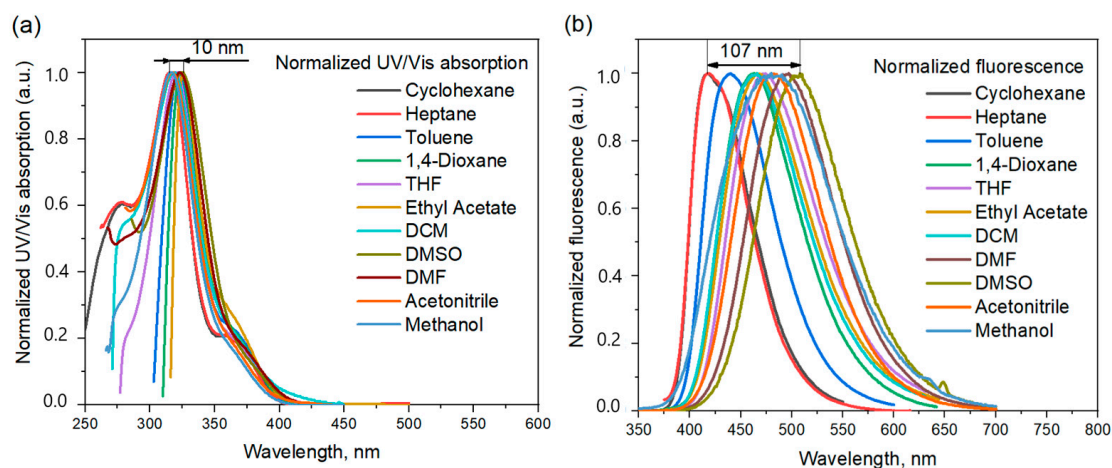 (a)
10 nm
Normalized UV/Vis absorption
Cyclohexane
Heptane
Toluene
1,4-Dioxane
THF
Ethyl Acetate
DCM
DMSO
DMF
Acetonitrile
Methanol
Normalized UV/Vis absorption (a.u.)
1.0
0.8
0.6
0.4
0.2
0.0
250 300 350 400 450 500 550 600
Wavelength, nm
(b)
107 nm
Normalized fluorescence
Cyclohexane
Heptane
Toluene
1,4-Dioxane
THF
Ethyl Acetate
DCM
DMF
DMSO
Acetonitrile
Methanol
Normalized fluorescence (a.u.)
1.0
0.8
0.6
0.4
0.2
0.0
350 400 450 500 550 600 650 700 750 800
Wavelength, nm